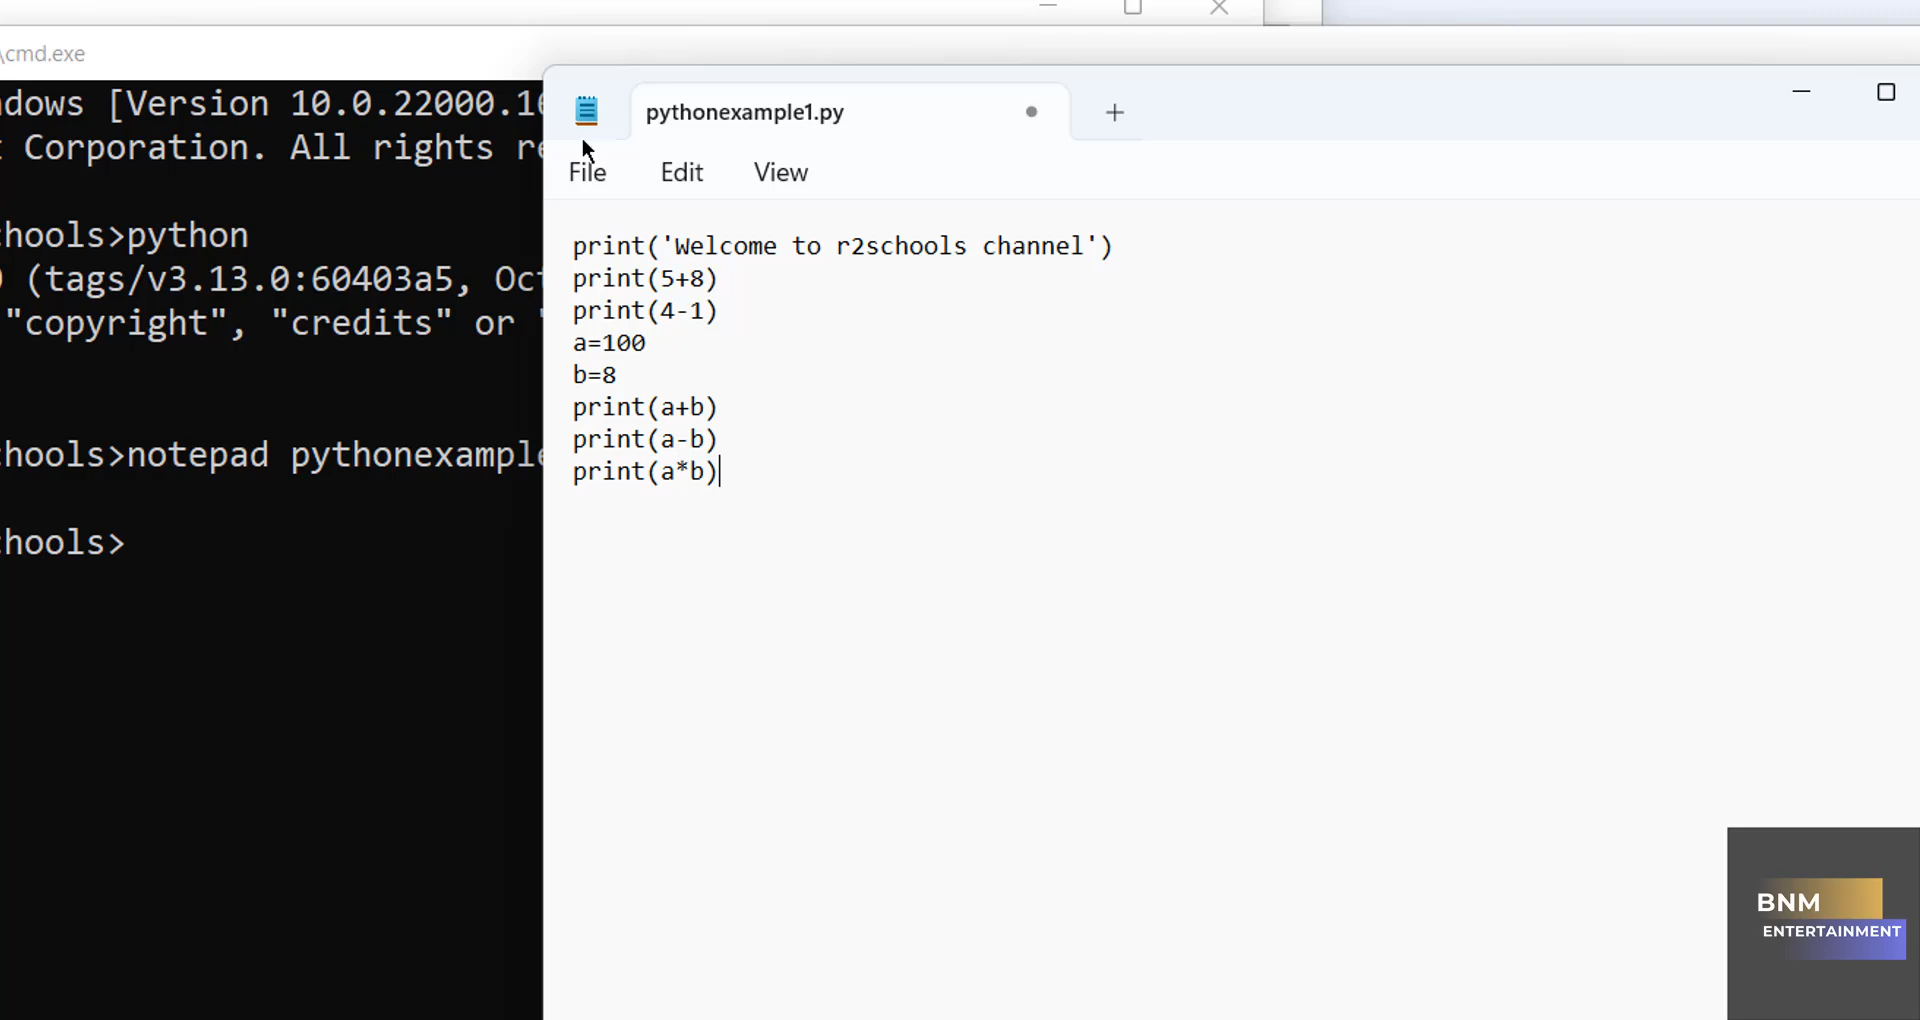 \cmd.exe
dows [Version 10.0.22000.1
Corporation. All rights re
hools>python
(tags/v3.13.0:60403a5, Oct
"copyright", "credits" or "
hools>notepad pythonexample
hools>
pythonexample1.py
File Edit View
print('Welcome to r2schools channel')
print(5+8)
print(4-1)
a=100
b=8
print(a+b)
print(a-b)
print(a*b)
BNM
ENTERTAINMENT